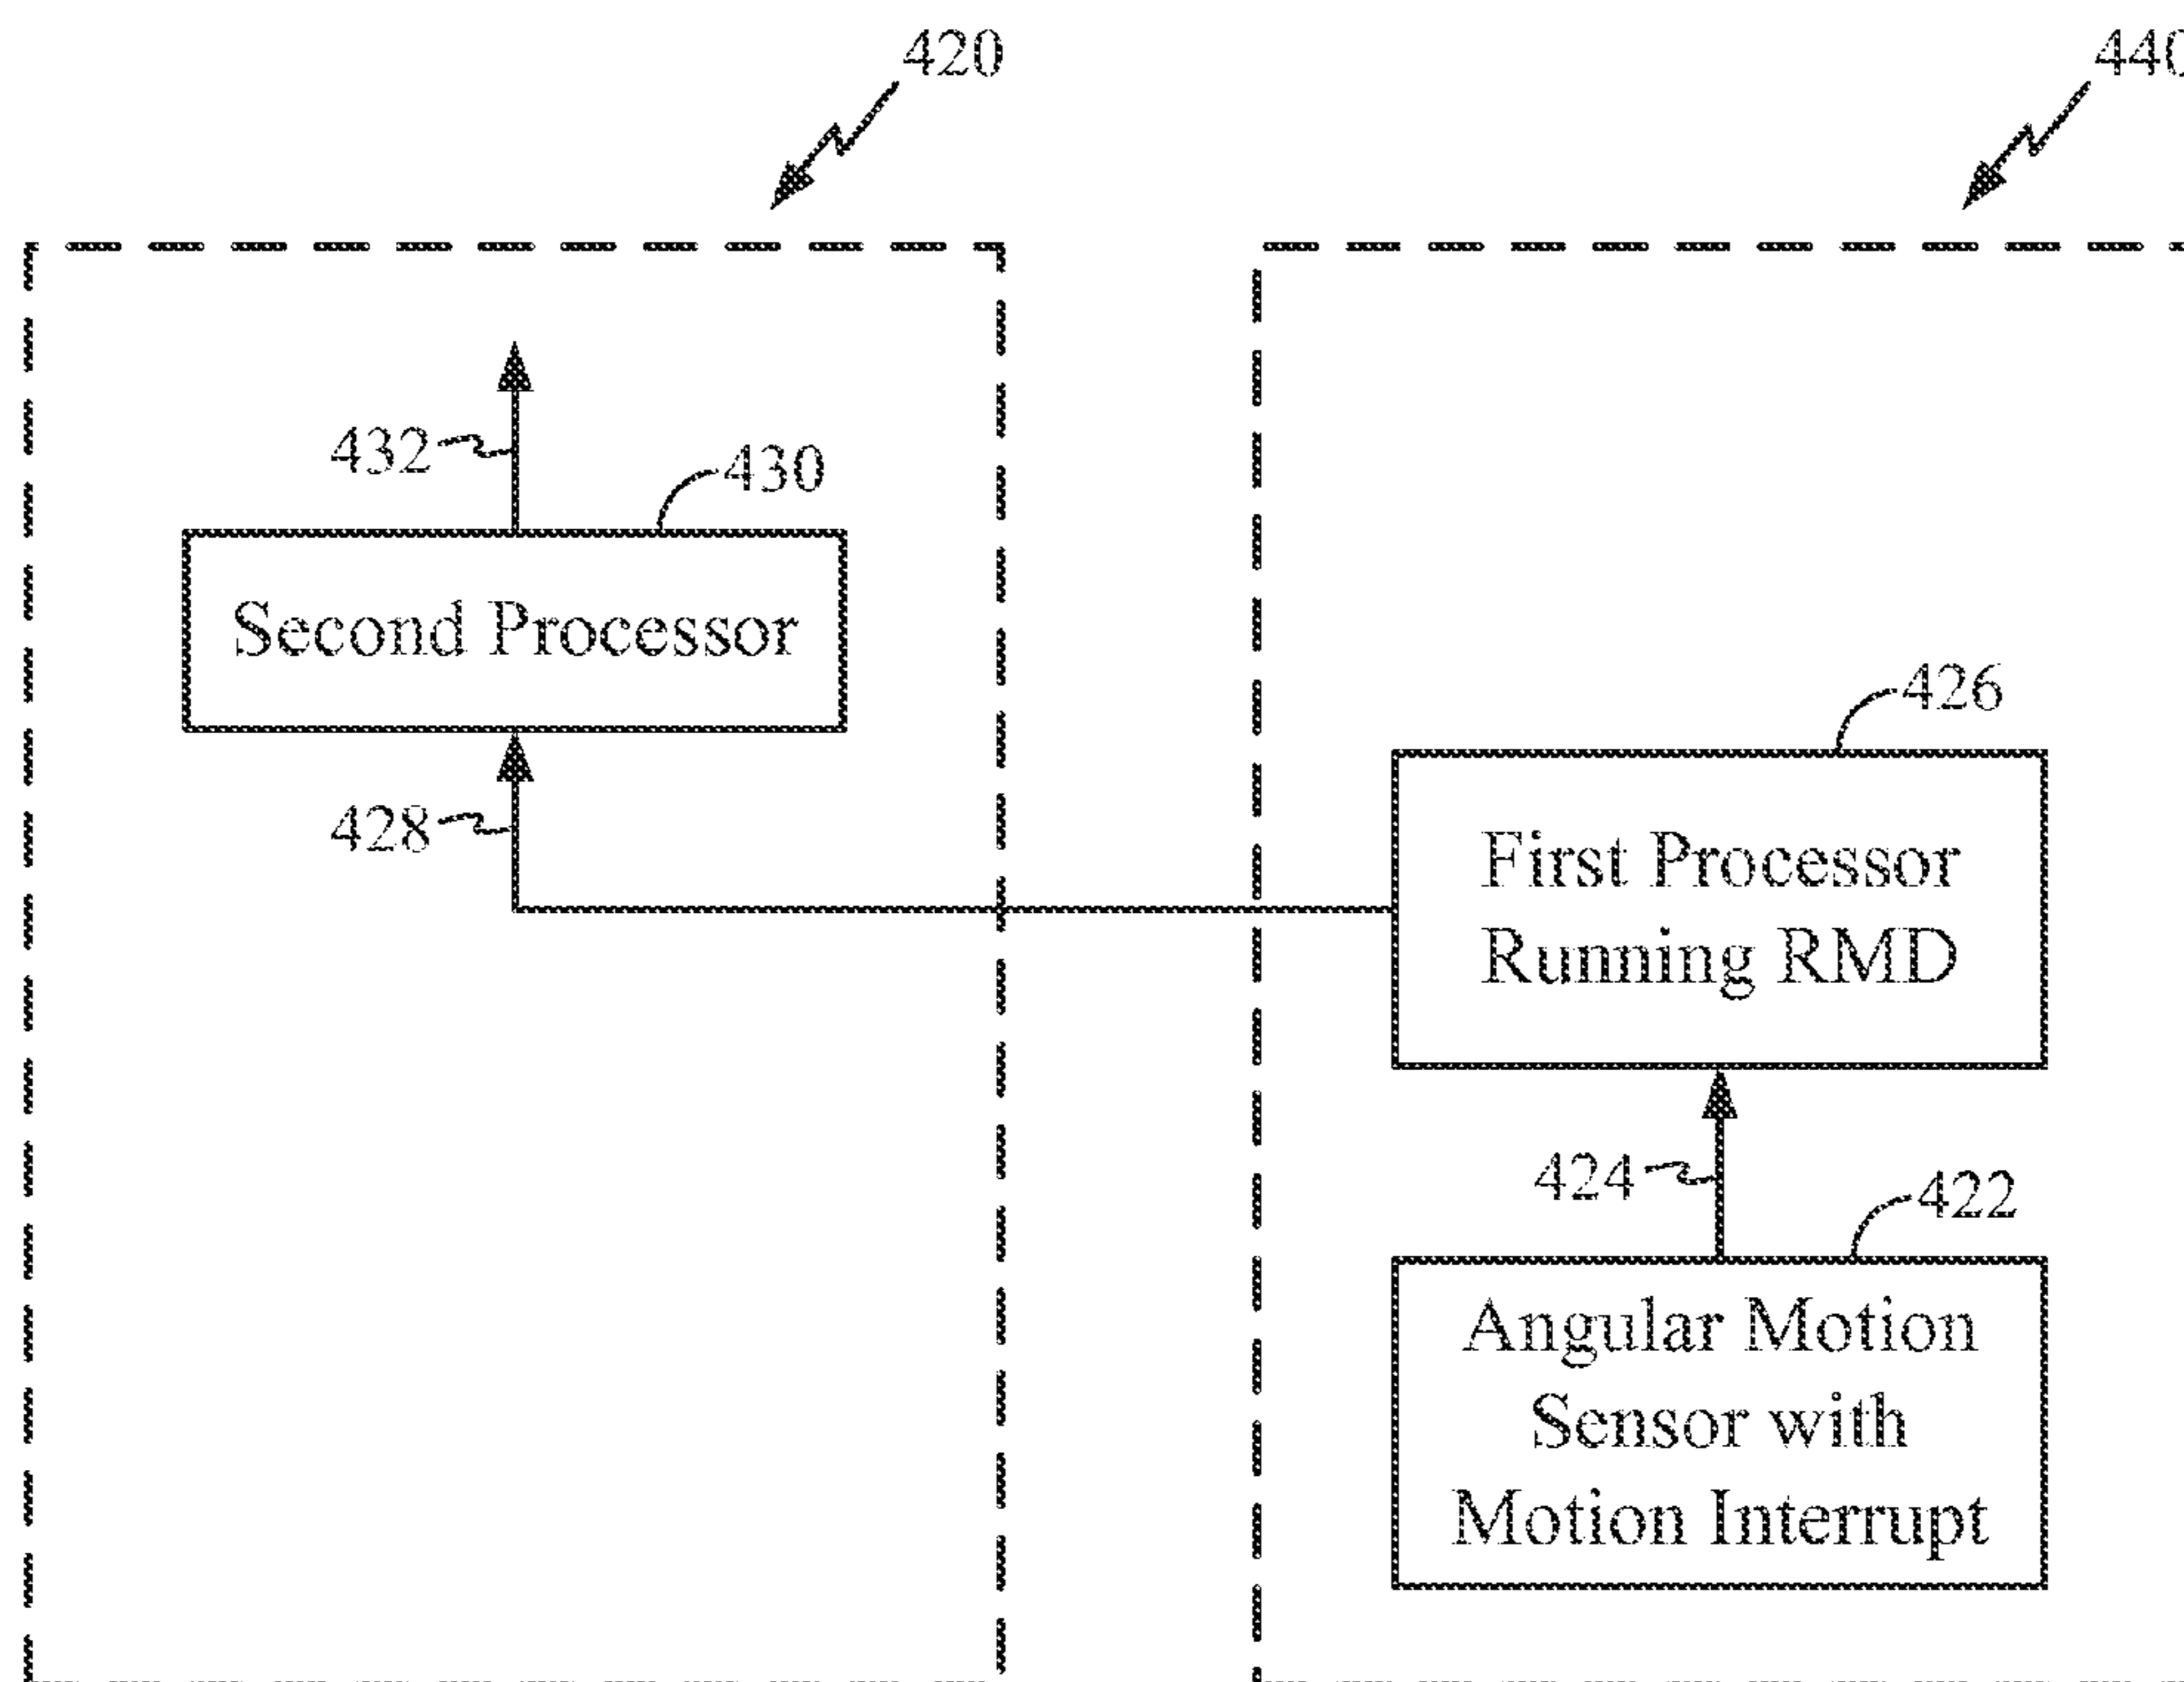 420
440
432
430
Second Processor
428
426
First Processor
Running RMD
424
422
Angular Motion
Sensor with
Motion Interrupt